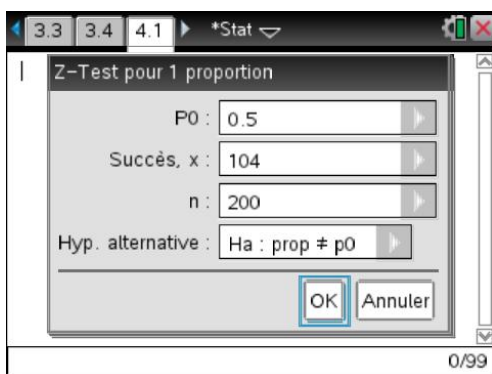 3.3 3.4 4.1 *Stat
Z-Test pour 1 proportion
P0 : 0.5
Succès, x : 104
n : 200
Hyp. alternative : Ha : prop ≠ p0
OK Annuler
0/99